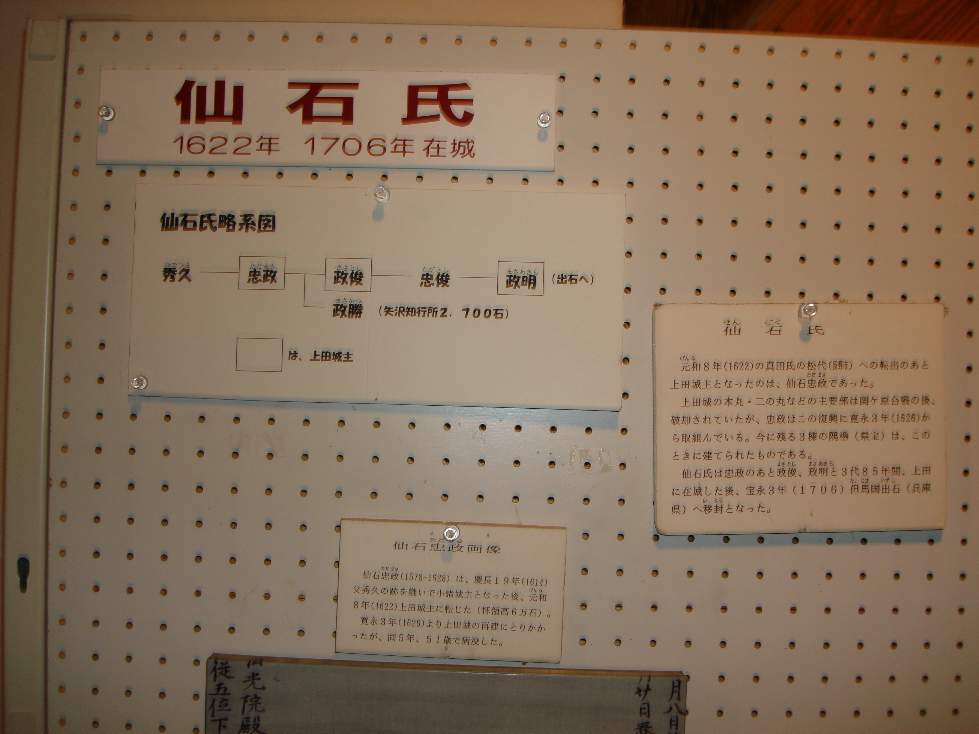 仙石氏
1622年 1706年在城
仙石氏略系図
秀久 忠政 政俊 忠俊 政明 (出石へ)
政勝 (矢沢知行所2.700石)
は、上田城主
仙石氏
元和8年(1622)の真田氏の松代(長野市)への転出のあと
上田城主となったのは、仙石忠政であった。
上田城の本丸・二の丸などの主要部は関ヶ原合戦の後、
破却されていたが、忠政はこの復興に寛永3年(1626)か
ら取組んでいる。今に残る3棟の隅櫓(県宝)は、この
ときに建てられたものである。
仙石氏は忠政のあと政俊、政明と3代85年間、上田
に在城した後、宝永3年(1706)但馬国出石(兵庫
県)へ移封となった。
仙石忠政画像
仙石忠政(1578-1628)は、慶長19年(1614)
父秀久の跡を継いで小諸城主となった後、元和
8年(1622)上田城主に転じた(拝領高6万石)。
寛永3年(1626)より上田城の再建にとりかか
ったが、同5年、51歳で病没した。
月八月
廿日
仙光院殿
従五位下